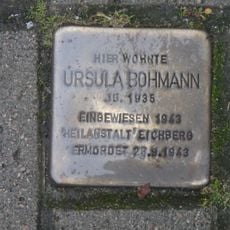 HIER WOHNTE
URSULA BOHMANN
JG. 1935
EINGEWIESEN 1943
HEILANSTALT EICHBERG
ERMORDET 23.9.1943